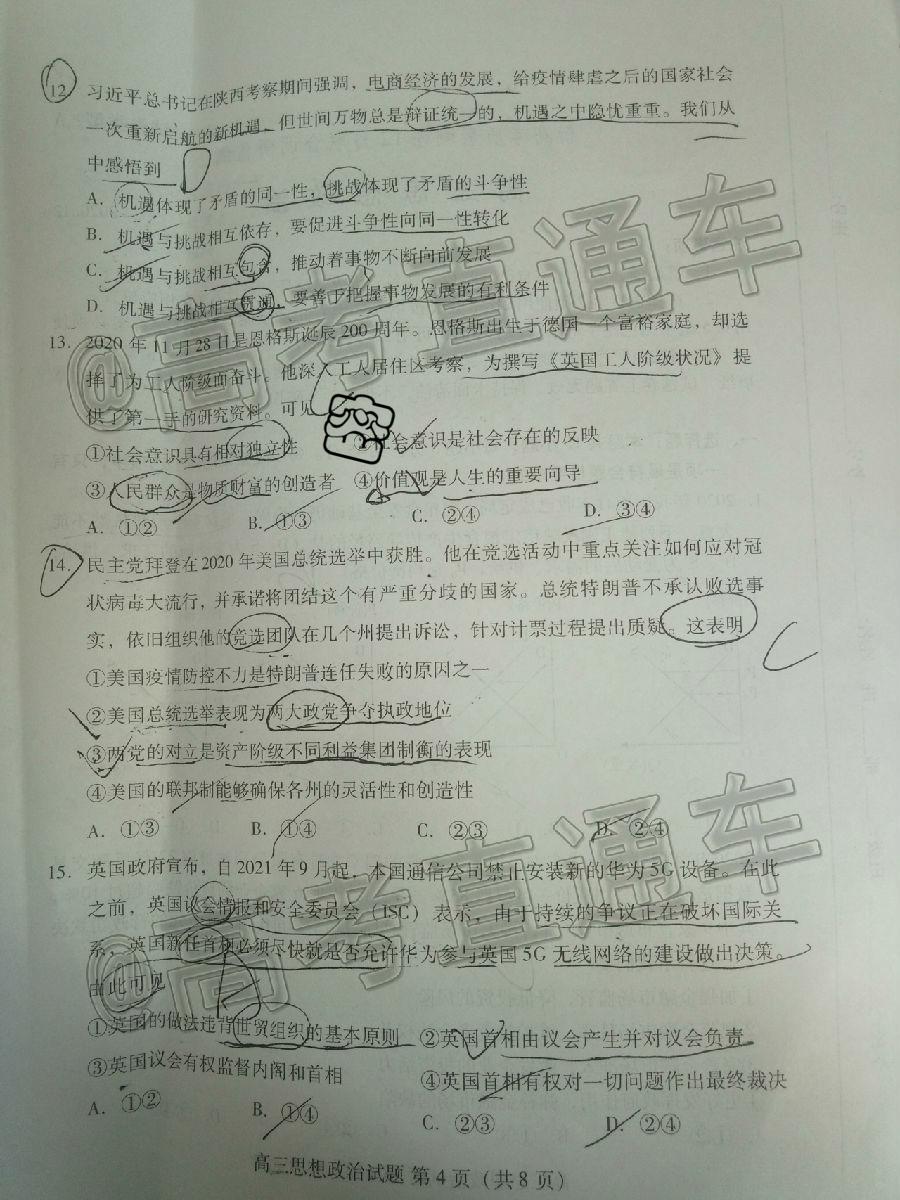 12. 习近平总书记在陕西考察期间强调，电商经济的发展，给疫情肆虐之后的国家社会
一次重新启航的新机遇，但世间万物总是辩证统一的，机遇之中隐忧重重。我们从
中感悟到 D
A. 机遇体现了矛盾的同一性，挑战体现了矛盾的斗争性
B. 机遇与挑战相互依存，要促进斗争性向同一性转化
C. 机遇与挑战相互包含，推动着事物不断向前发展
D. 机遇与挑战相互贯通，要善于把握事物发展的有利条件
13. 2020年11月28日是恩格斯诞辰200周年。恩格斯出生于德国一个富裕家庭，却选
择了为工人阶级而奋斗。他深入工人居住区考察，为撰写《英国工人阶级状况》提
供了第一手的研究资料。可见
①社会意识具有相对独立性 ②社会意识是社会存在的反映
③人民群众是物质财富的创造者 ④价值观是人生的重要向导
A. ①② B. ①③ C. ②④ D. ③④
14. 民主党拜登在2020年美国总统选举中获胜。他在竞选活动中重点关注如何应对冠
状病毒大流行，并承诺将团结这个有严重分歧的国家。总统特朗普不承认败选事
实，依旧组织他的竞选团队在几个州提出诉讼，针对计票过程提出质疑。这表明
C
①美国疫情防控不力是特朗普连任失败的原因之一
②美国总统选举表现为两大政党争夺执政地位
③两党的对立是资产阶级不同利益集团制衡的表现
④美国的联邦制能够确保各州的灵活性和创造性
A. ①③ B. ①④ C. ②③ D. ②④
15. 英国政府宣布，自2021年9月起，本国通信公司禁止安装新的华为5G设备。在此
之前，英国议会情报和安全委员会（ISC）表示，由于持续的争议正在破坏国际关
系，英国新任首相必须尽快就是否允许华为参与英国5G无线网络的建设做出决策。
由此可见
①英国的做法违背世贸组织的基本原则 ②英国首相由议会产生并对议会负责
③英国议会有权监督内阁和首相 ④英国首相有权对一切问题作出最终裁决
A. ①② B. ①④ C. ②③ D. ②④
高三思想政治试题 第4页（共8页）
@高考直通车
@高考直通车